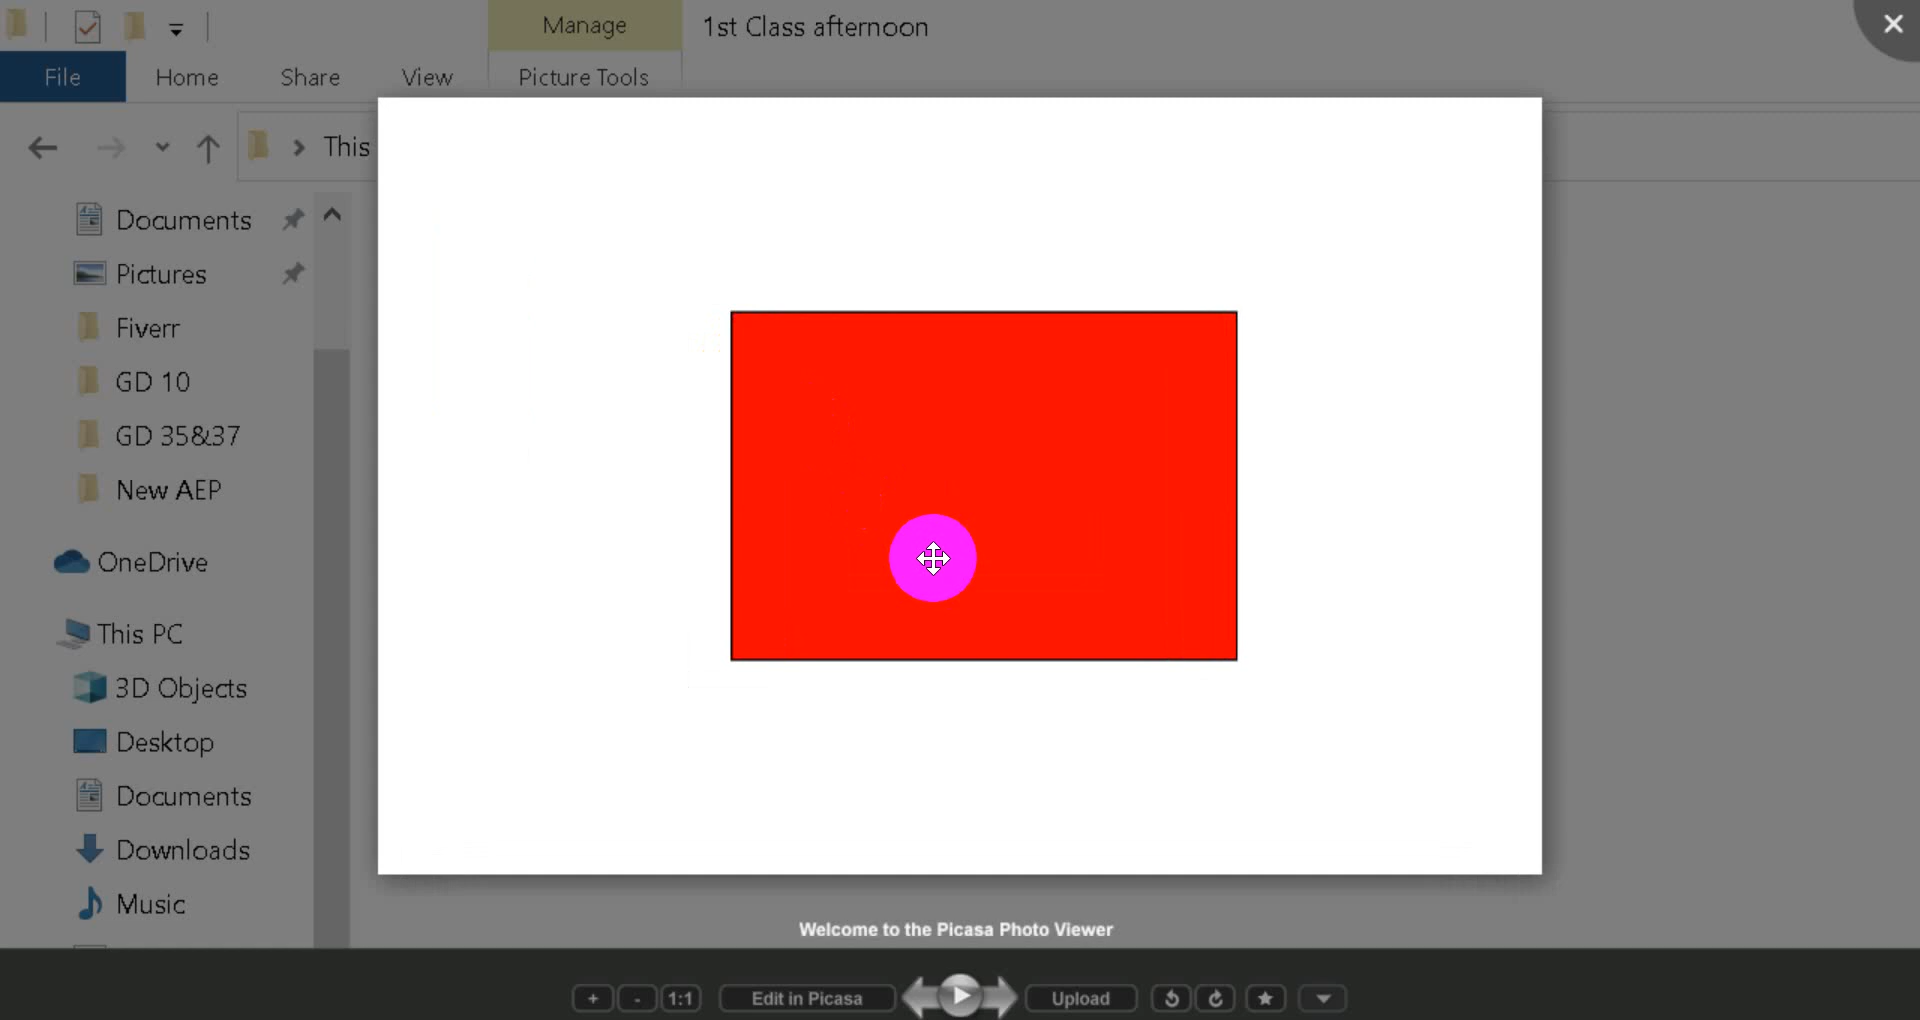 Manage
1st Class afternoon
File
Home
Share
View
Picture Tools
This
Documents
Pictures
Fiverr
GD 10
GD 35&37
New AEP
OneDrive
This PC
3D Objects
Desktop
Documents
Downloads
Music
Welcome to the Picasa Photo Viewer
+
-
1:1
Edit in Picasa
Upload